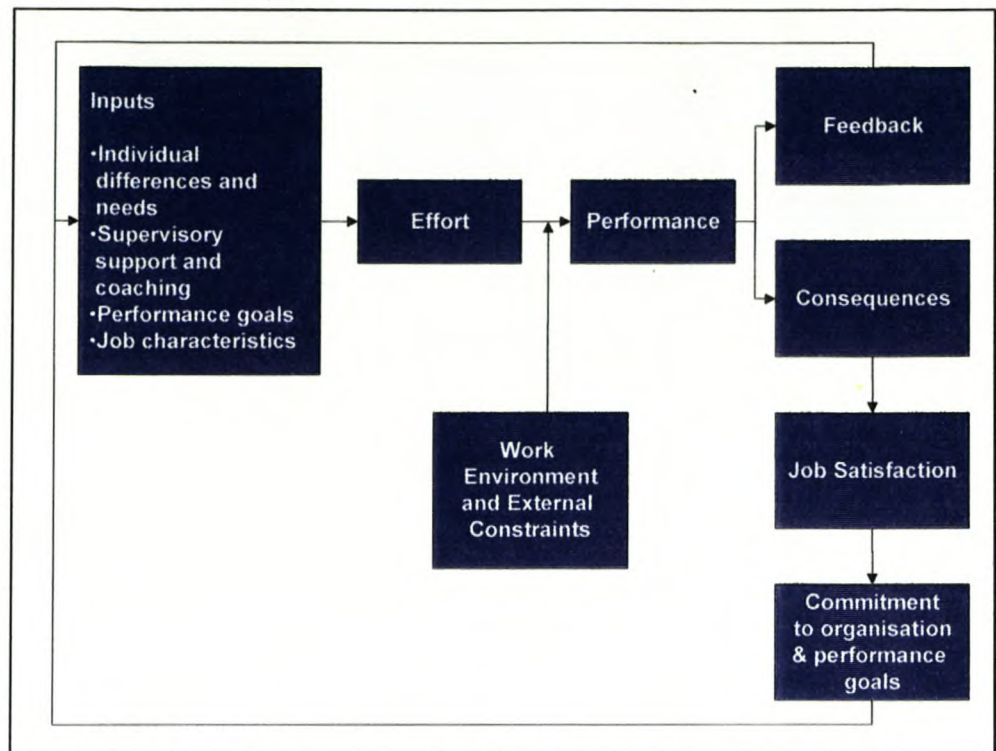 Inputs
•Individual
differences and
needs
•Supervisory
support and
coaching
•Performance goals
•Job characteristics
Effort
Performance
Feedback
Consequences
Work
Environment
and External
Constraints
Job Satisfaction
Commitment
to organisation
& performance
goals